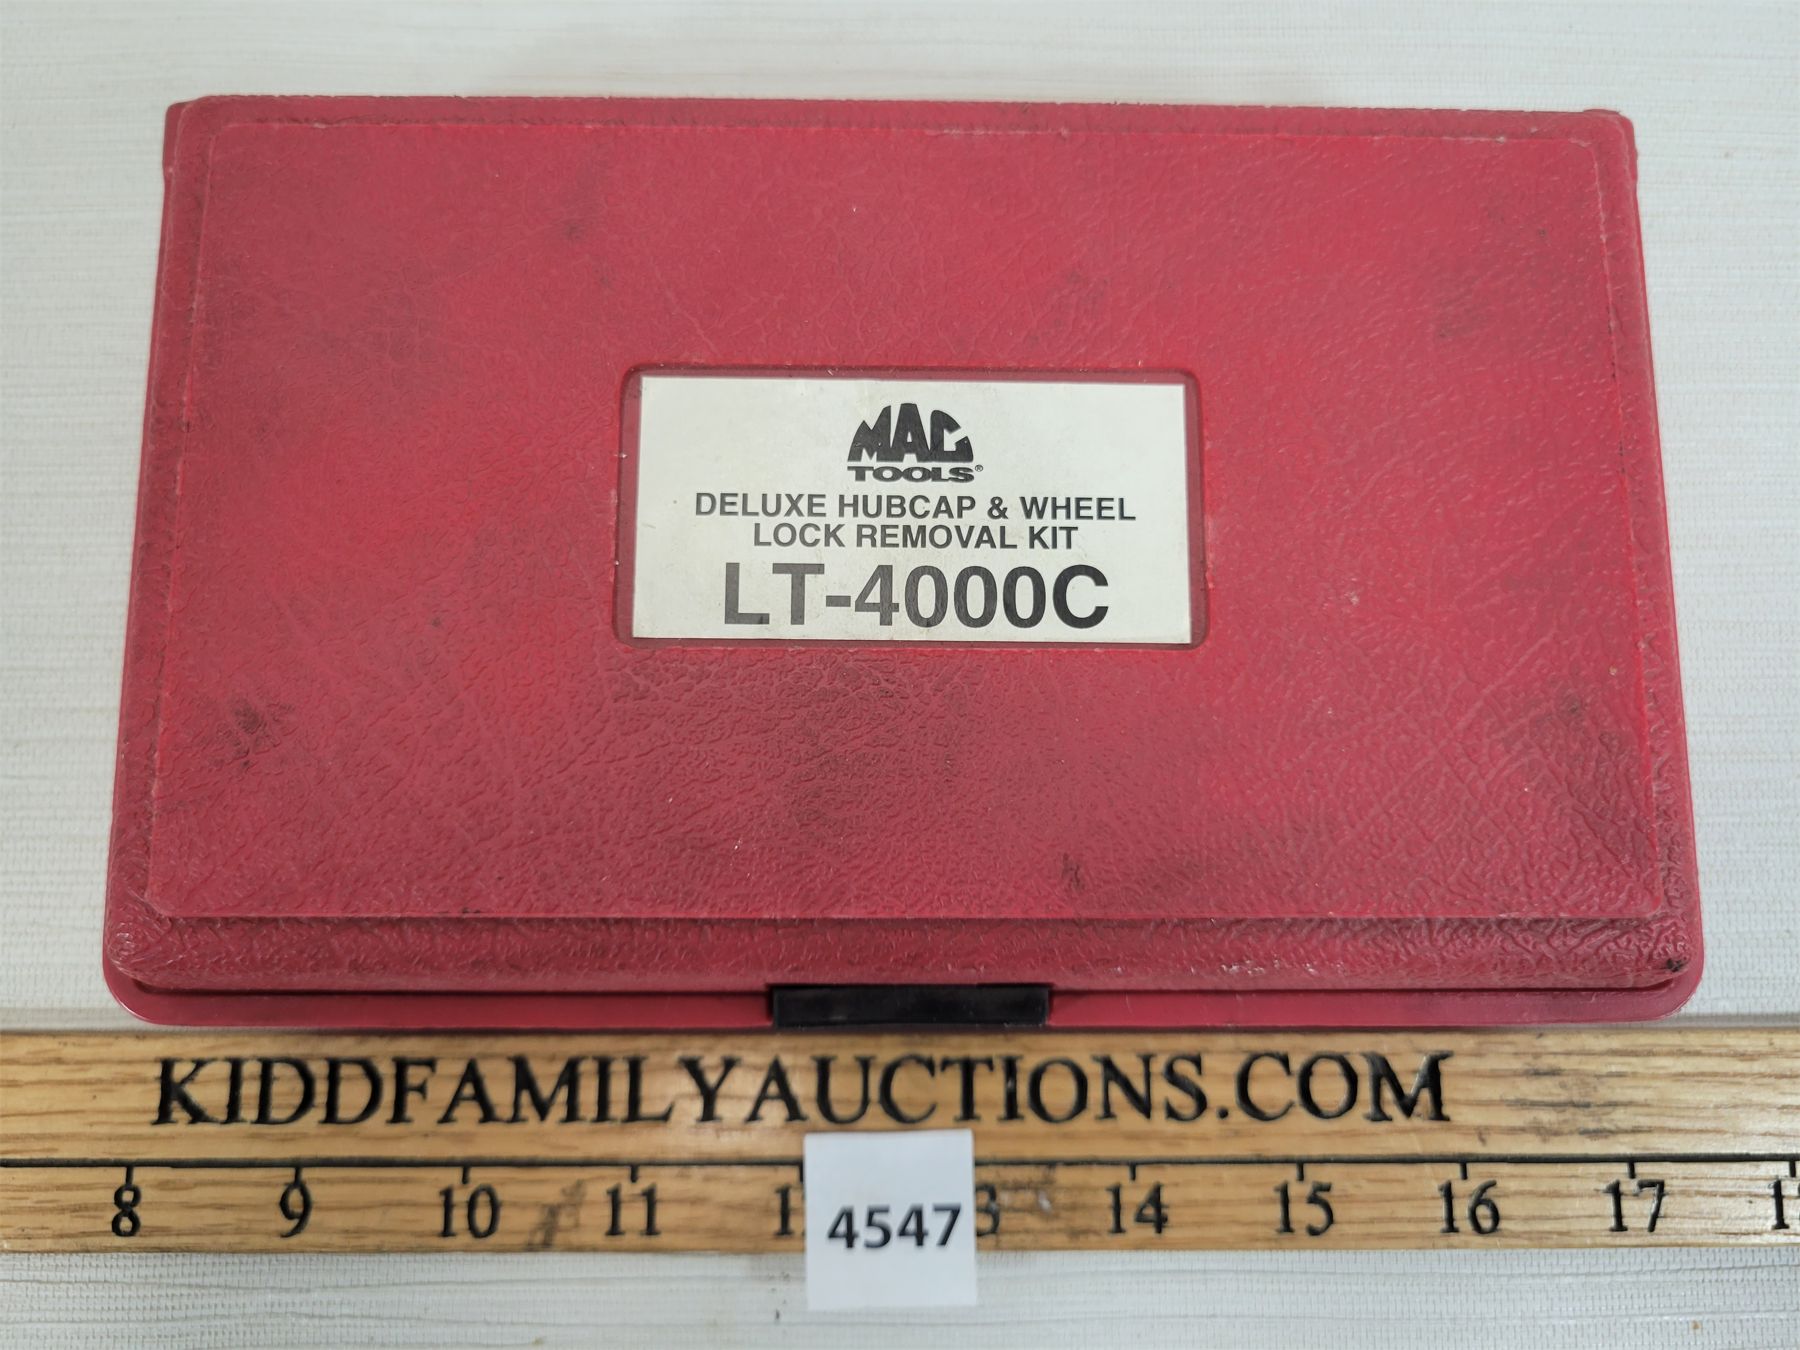 MAC
TOOLS®
DELUXE HUBCAP & WHEEL
LOCK REMOVAL KIT
LT-4000C
KIDDFAMILYAUCTIONS.COM
8 9 10 11 14 15 16 17
4547